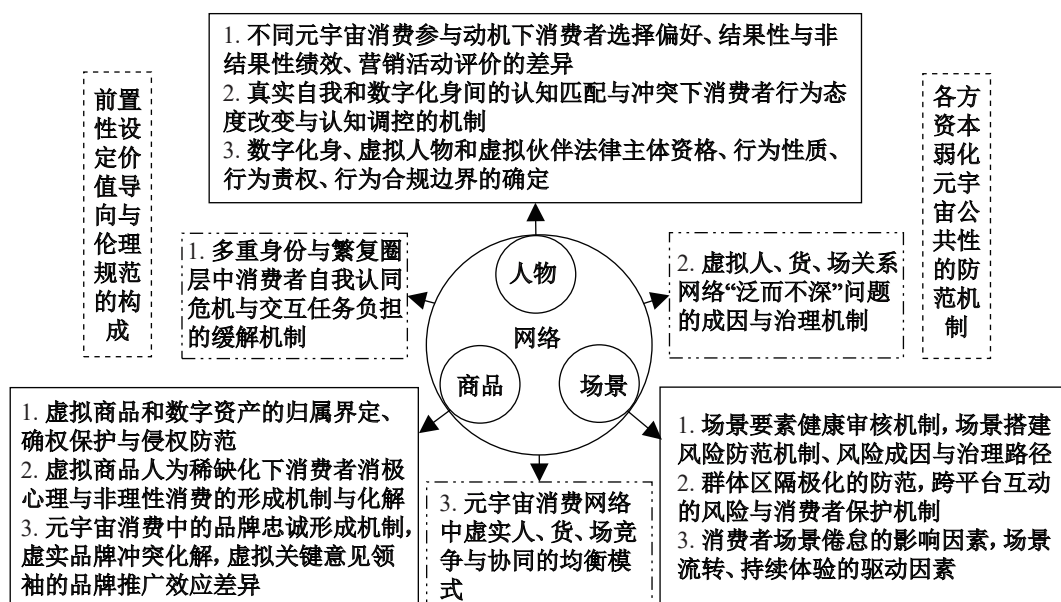 1. 不同元宇宙消费参与动机下消费者选择偏好、结果性与非
结果性绩效、营销活动评价的差异
2. 真实自我和数字化身间的认知匹配与冲突下消费者行为态
度改变与认知调控的机制
3. 数字化身、虚拟人物和虚拟伙伴法律主体资格、行为性质、
行为责权、行为合规边界的确定
前置
性设
定价
值导
向与
伦理
规范
的构
成
各方
资本
弱化
元宇
宙公
共性
的防
范机
制
1. 多重身份与繁复圈
层中消费者自我认同
危机与交互任务负担
的缓解机制
人物
网络
商品
场景
2. 虚拟人、货、场关系
网络“泛而不深”问题
的成因与治理机制
1. 虚拟商品和数字资产的归属界定、
确权保护与侵权防范
2. 虚拟商品人为稀缺化下消费者消极
心理与非理性消费的形成机制与化解
3. 元宇宙消费中的品牌忠诚形成机制,
虚实品牌冲突化解，虚拟关键意见领
袖的品牌推广效应差异
3. 元宇宙消费网络
中虚实人、货、场竞
争与协同的均衡模
式
1. 场景要素健康审核机制，场景搭建
风险防范机制、风险成因与治理路径
2. 群体区隔极化的防范，跨平台互动
的风险与消费者保护机制
3. 消费者场景倦怠的影响因素，场景
流转、持续体验的驱动因素